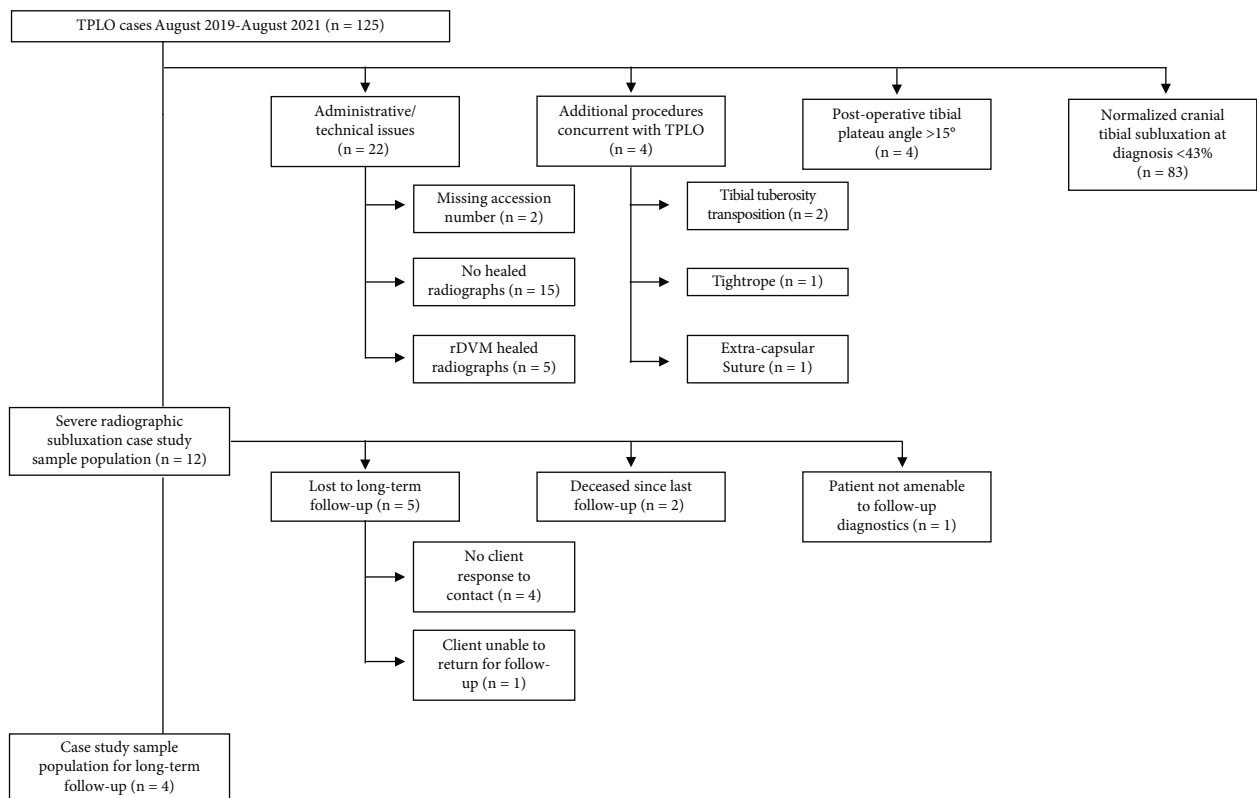 TPLO cases August 2019-August 2021 (n = 125)
Administrative/
technical issues
(n = 22)
Additional procedures
concurrent with TPLO
(n = 4)
Post-operative tibial
plateau angle >15°
(n = 4)
Normalized cranial
tibial subluxation at
diagnosis <43%
(n = 83)
Missing accession
number (n = 2)
Tibial tuberosity
transposition (n = 2)
No healed
radiographs (n = 15)
Tightrope (n = 1)
rDVM healed
radiographs (n = 5)
Extra-capsular
Suture (n = 1)
Severe radiographic
subluxation case study
sample population (n = 12)
Lost to long-term
follow-up (n = 5)
Deceased since last
follow-up (n = 2)
Patient not amenable
to follow-up
diagnostics (n = 1)
No client
response to
contact (n = 4)
Client unable to
return for follow-
up (n = 1)
Case study sample
population for long-term
follow-up (n = 4)